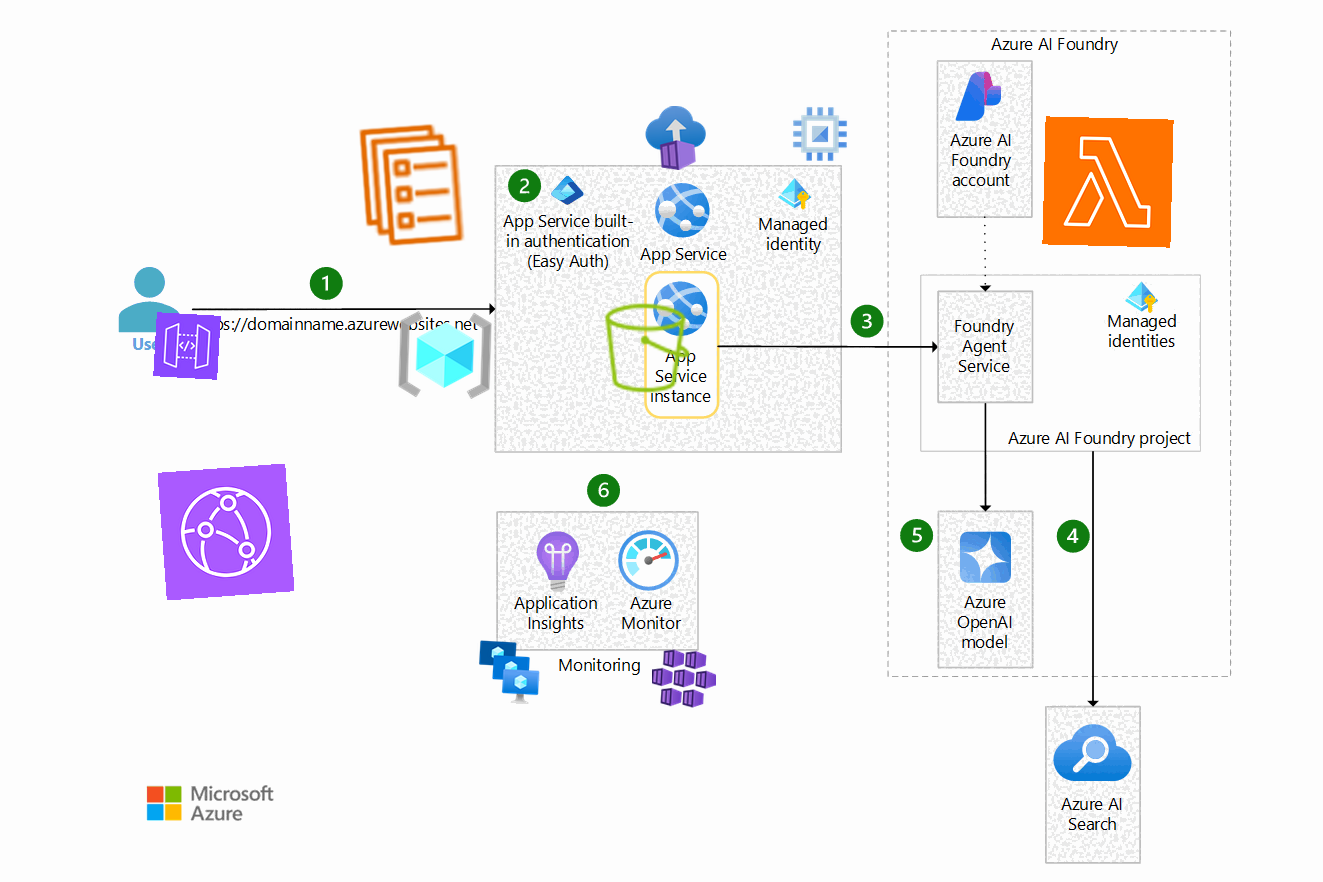 Azure AI Foundry
Azure AI
Foundry
account
2
App Service built-
in authentication
(Easy Auth)
App Service
Managed
identity
1
ps://domainname.azurewebsites.net
Use
App
Service
instance
3
Foundry
Agent
Service
Managed
identities
Azure AI Foundry project
6
Application
Insights
Azure
Monitor
Monitoring
5
Azure
OpenAI
model
4
Azure AI
Search
Microsoft
Azure